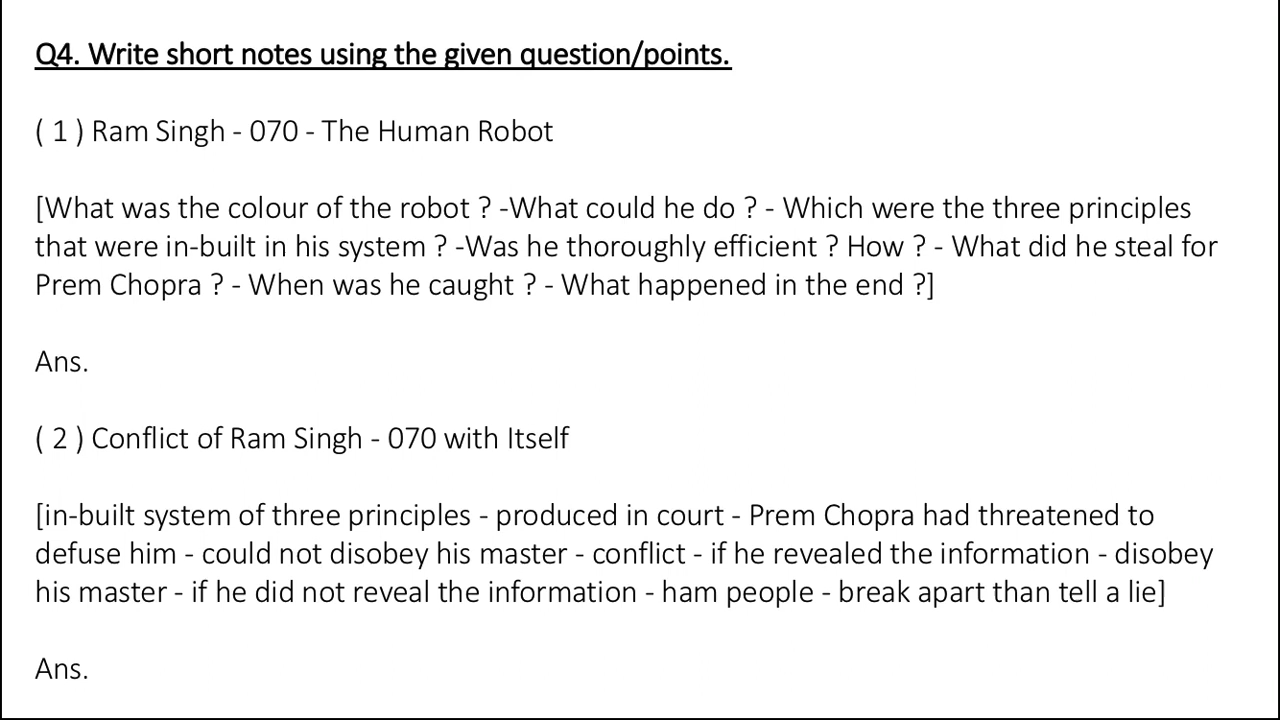 Q4. Write short notes using the given question/points.
( 1 ) Ram Singh - 070 - The Human Robot
[What was the colour of the robot ? -What could he do ? - Which were the three principles
that were in-built in his system ? -Was he thoroughly efficient ? How ? - What did he steal for
Prem Chopra ? - When was he caught ? - What happened in the end ?]
Ans.
( 2 ) Conflict of Ram Singh - 070 with Itself
[in-built system of three principles - produced in court - Prem Chopra had threatened to
defuse him - could not disobey his master - conflict - if he revealed the information - disobey
his master - if he did not reveal the information - ham people - break apart than tell a lie]
Ans.